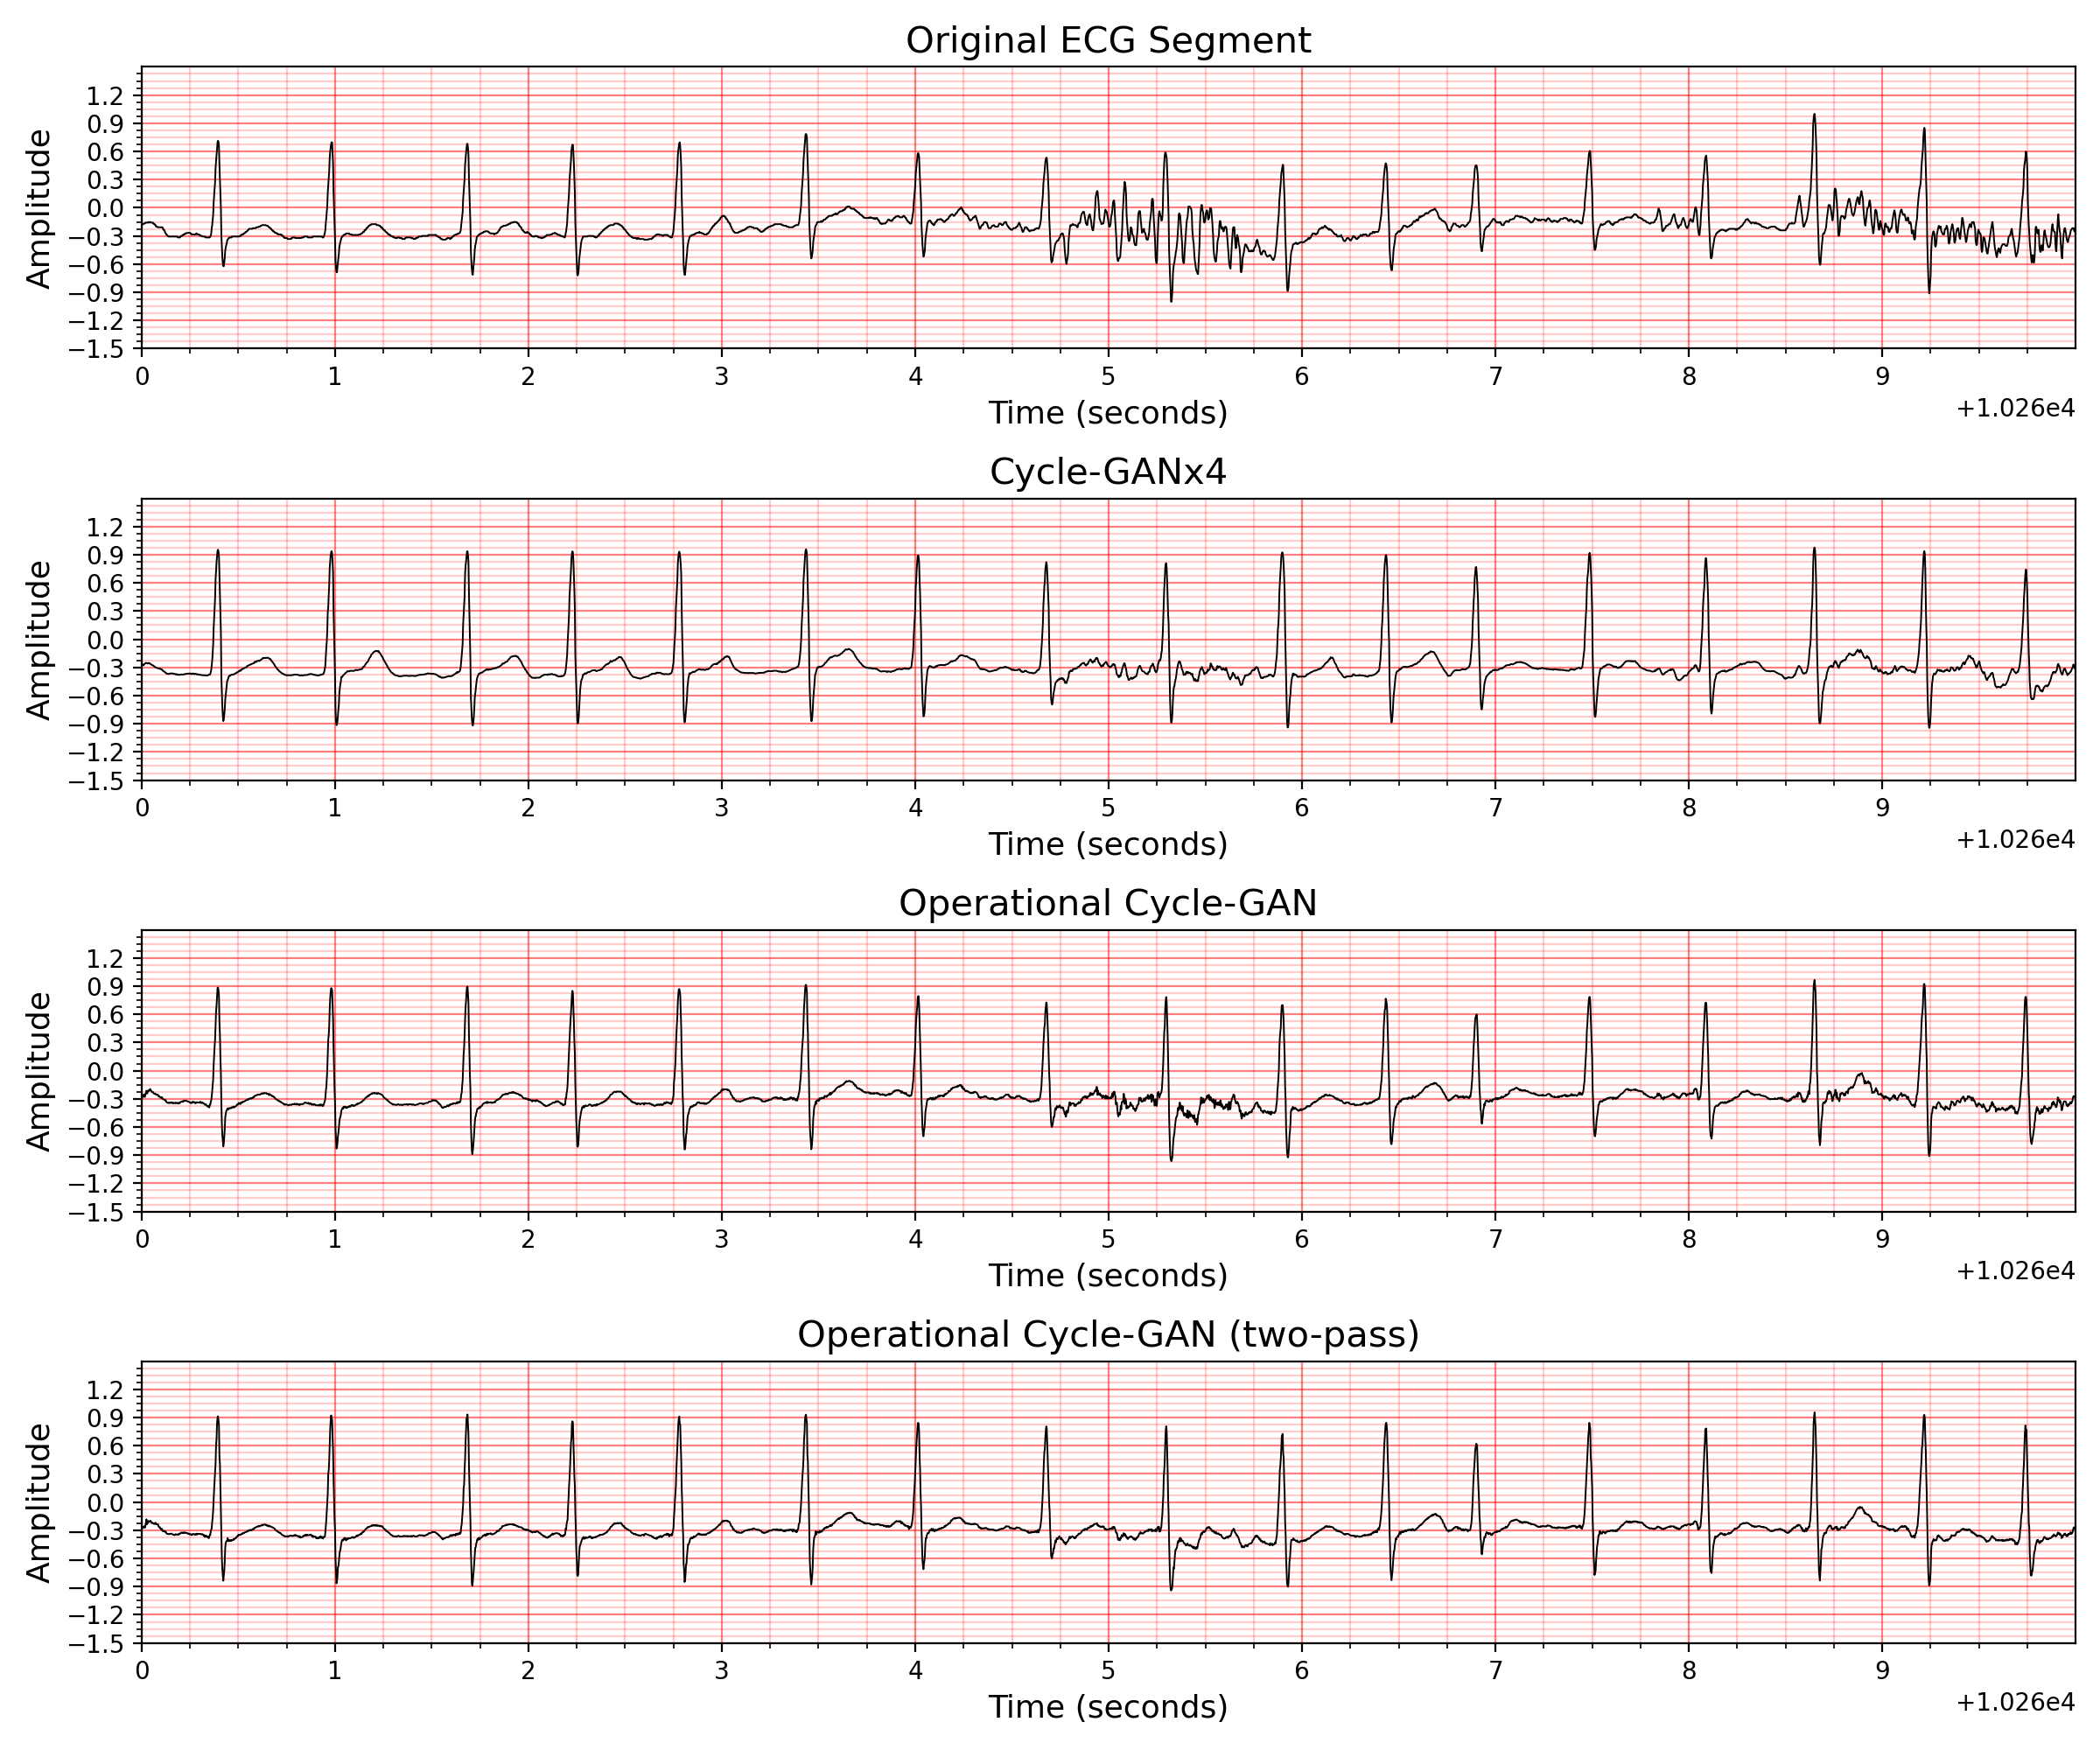 Original ECG Segment
Amplitude
1.2
0.9
0.6
0.3
0.0
−0.3
−0.6
−0.9
−1.2
−1.5
0 1 2 3 4 5 6 7 8 9
Time (seconds)
+1.026e4
Cycle-GANx4
Amplitude
1.2
0.9
0.6
0.3
0.0
−0.3
−0.6
−0.9
−1.2
−1.5
0 1 2 3 4 5 6 7 8 9
Time (seconds)
+1.026e4
Operational Cycle-GAN
Amplitude
1.2
0.9
0.6
0.3
0.0
−0.3
−0.6
−0.9
−1.2
−1.5
0 1 2 3 4 5 6 7 8 9
Time (seconds)
+1.026e4
Operational Cycle-GAN (two-pass)
Amplitude
1.2
0.9
0.6
0.3
0.0
−0.3
−0.6
−0.9
−1.2
−1.5
0 1 2 3 4 5 6 7 8 9
Time (seconds)
+1.026e4